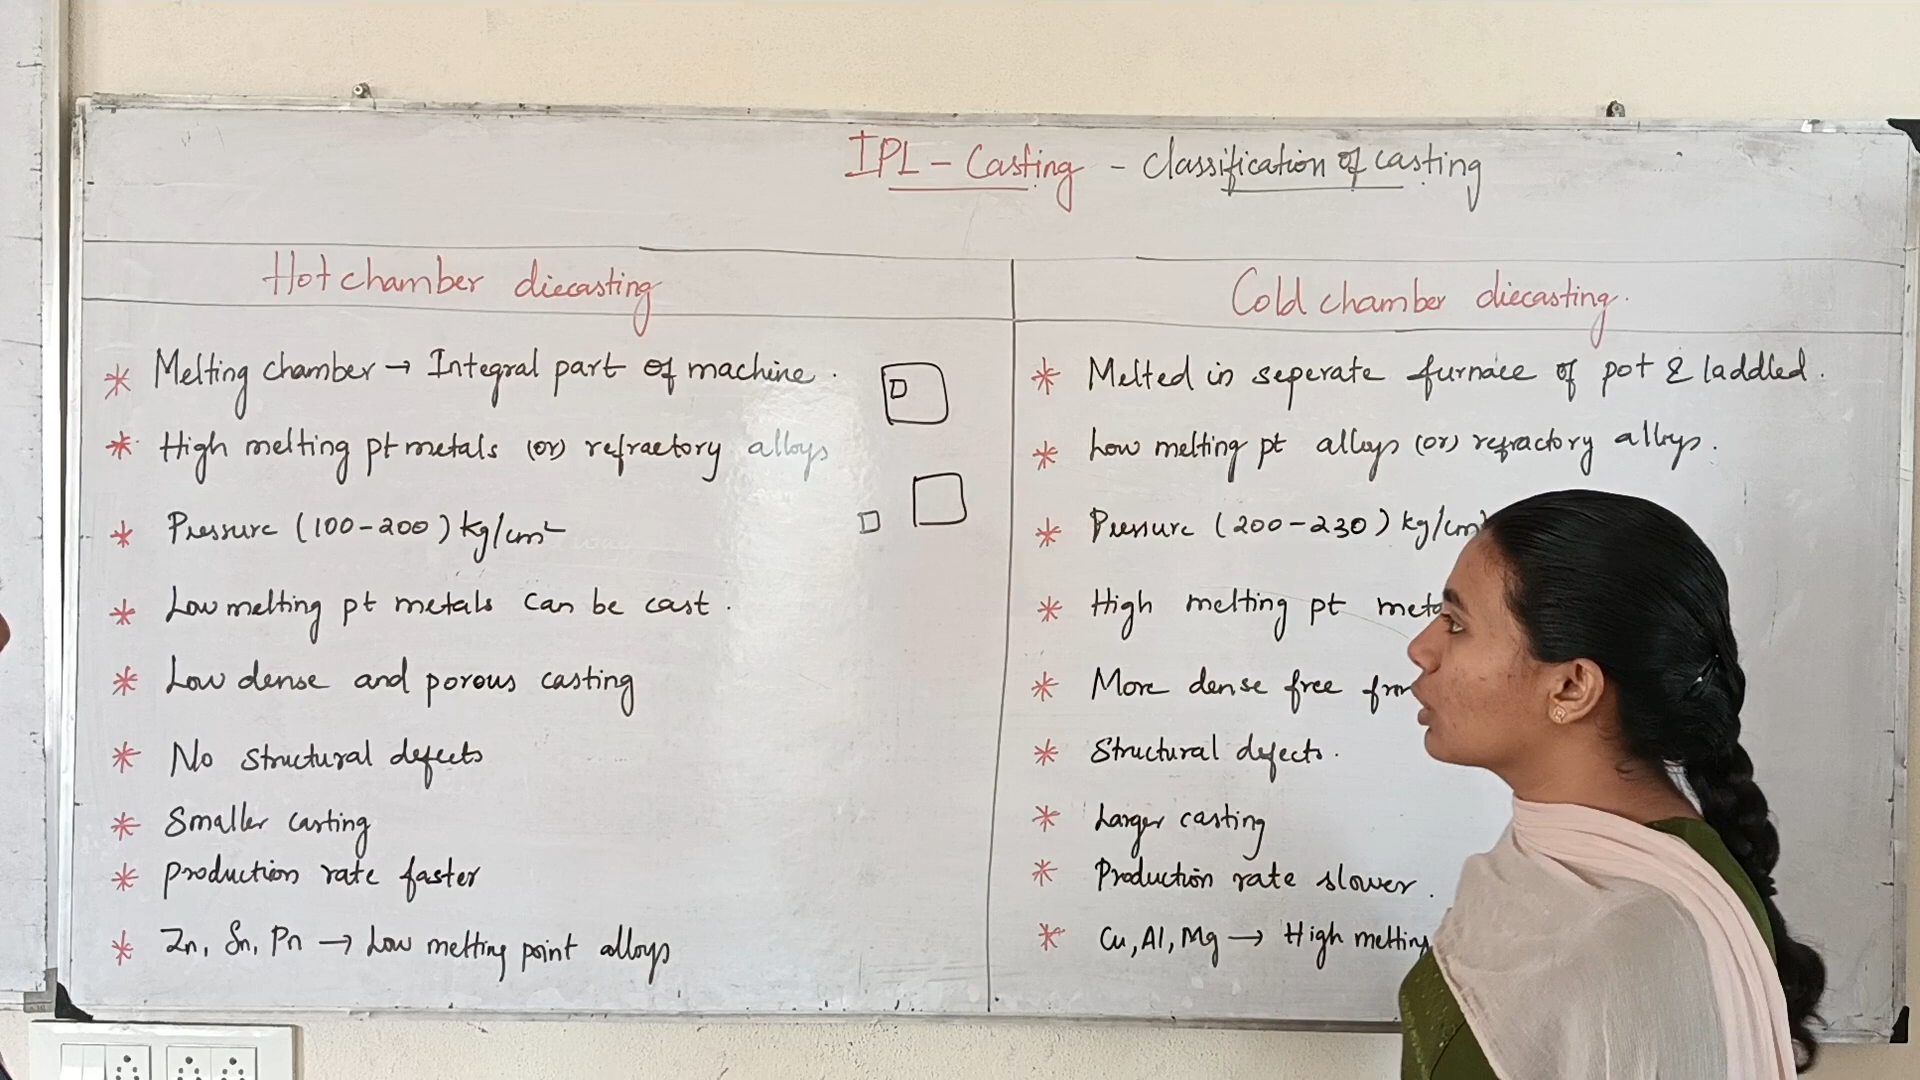 IPL - Casting - Classification of casting
Hot chamber diecasting
Melting chamber → Integral part of machine.
High melting pt metals (or) refractory alloys
Pressure (100-200) kg/cm²
Low melting pt metals can be cast.
Low dense and porous casting
No structural defects
Smaller casting
production rate faster
Zn, Sn, Pn → Low melting point alloys
D
Cold chamber diecasting.
Melted in seperate furnace of pot & laddled.
Low melting pt alloys (or) refractory alloys.
Pressure (200-230) kg/cm²
High melting pt
More dense free
Structural defects.
Larger casting
Production rate slower.
Cu, Al, Mg → High melting